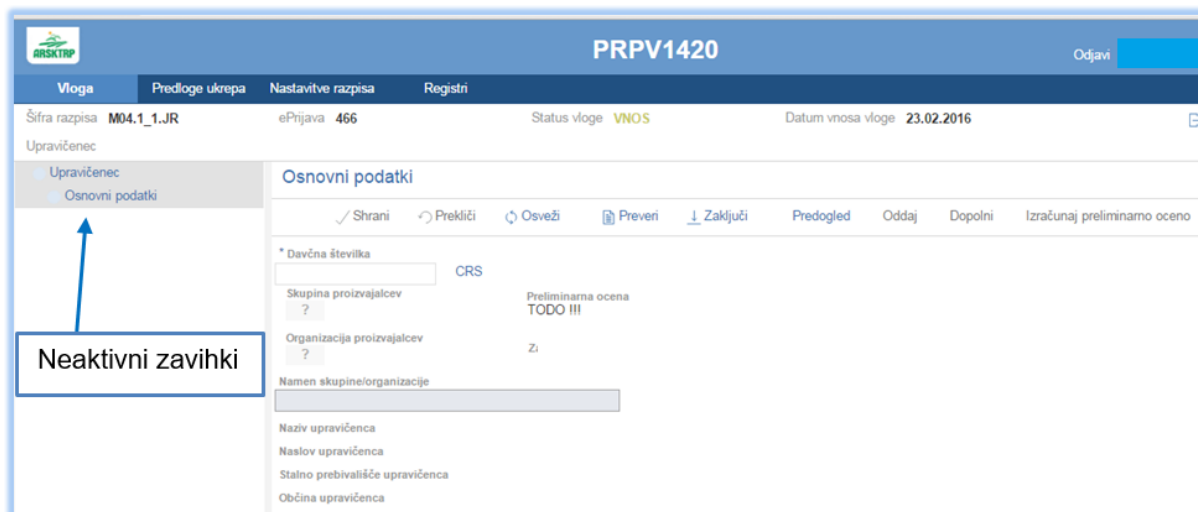 ARSKTRP
PRPV1420
Odjavi
Vloga Predloge ukrepa Nastavitve razpisa Registri
Šifra razpisa M04.1_1.JR ePrijava 466 Status vloge VNOS Datum vnosa vloge 23.02.2016
Upravičenec
Upravičenec
Osnovni podatki
Osnovni podatki
Shrani Prekliči Osveži Preveri Zaključi Predogled Oddaj Dopolni Izračunaj preliminarno oceno
* Davčna številka
CRS
Skupina proizvajalcev Preliminarna ocena
? TODO !!!
Organizacija proizvajalcev
?
Neaktivni zavihki
Namen skupine/organizacije
Naziv upravičenca
Naslov upravičenca
Stalno prebivališče upravičenca
Občina upravičenca